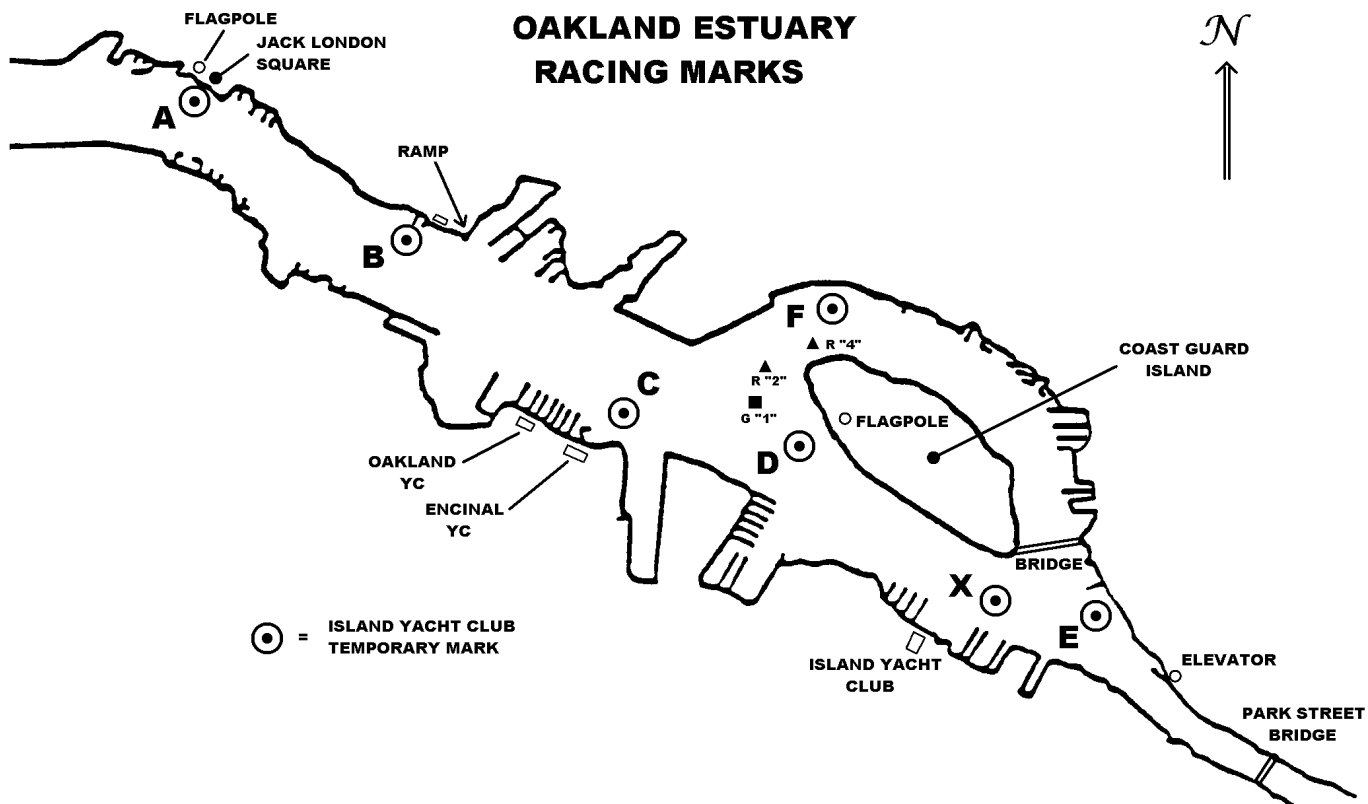 OAKLAND ESTUARY
RACING MARKS
N
FLAGPOLE
JACK LONDON
SQUARE
A
RAMP
B
F
R "4"
R "2"
G "1"
COAST GUARD
ISLAND
C
FLAGPOLE
D
OAKLAND
YC
ENCINAL
YC
BRIDGE
X
E
= ISLAND YACHT CLUB
TEMPORARY MARK
ISLAND YACHT
CLUB
ELEVATOR
PARK STREET
BRIDGE